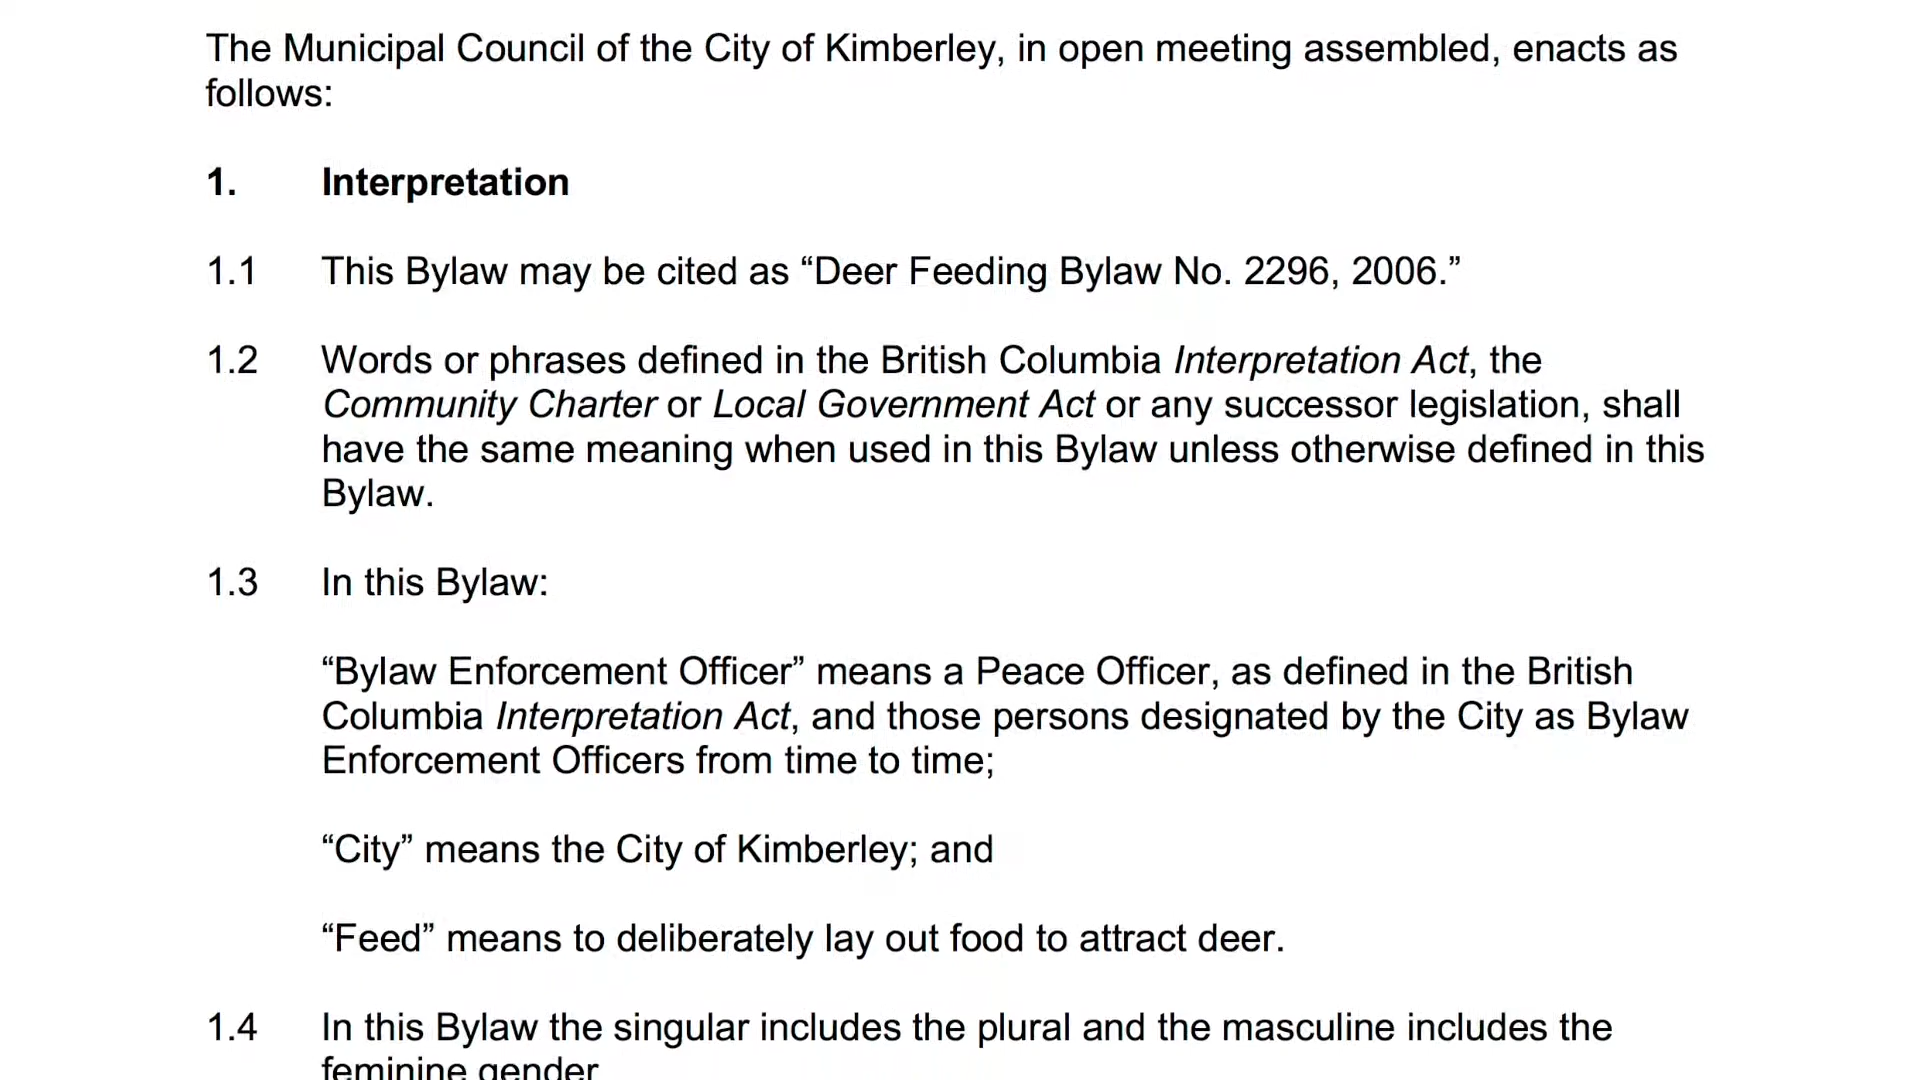 The Municipal Council of the City of Kimberley, in open meeting assembled, enacts as
follows:
1. Interpretation
1.1 This Bylaw may be cited as “Deer Feeding Bylaw No. 2296, 2006.”
1.2 Words or phrases defined in the British Columbia Interpretation Act, the
Community Charter or Local Government Act or any successor legislation, shall
have the same meaning when used in this Bylaw unless otherwise defined in this
Bylaw.
1.3 In this Bylaw:
“Bylaw Enforcement Officer” means a Peace Officer, as defined in the British
Columbia Interpretation Act, and those persons designated by the City as Bylaw
Enforcement Officers from time to time;
“City” means the City of Kimberley; and
“Feed” means to deliberately lay out food to attract deer.
1.4 In this Bylaw the singular includes the plural and the masculine includes the
feminine gender